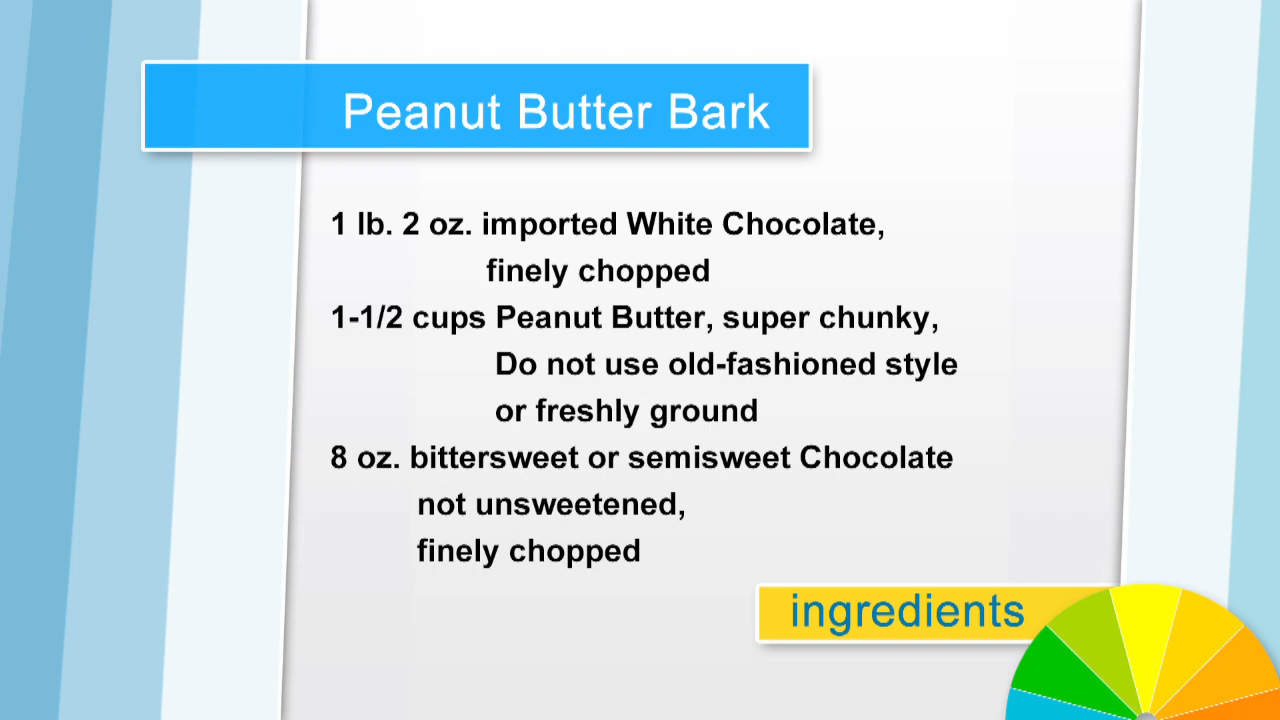 Peanut Butter Bark
1 lb. 2 oz. imported White Chocolate,
finely chopped
1-1/2 cups Peanut Butter, super chunky,
Do not use old-fashioned style
or freshly ground
8 oz. bittersweet or semisweet Chocolate
not unsweetened,
finely chopped
ingredients